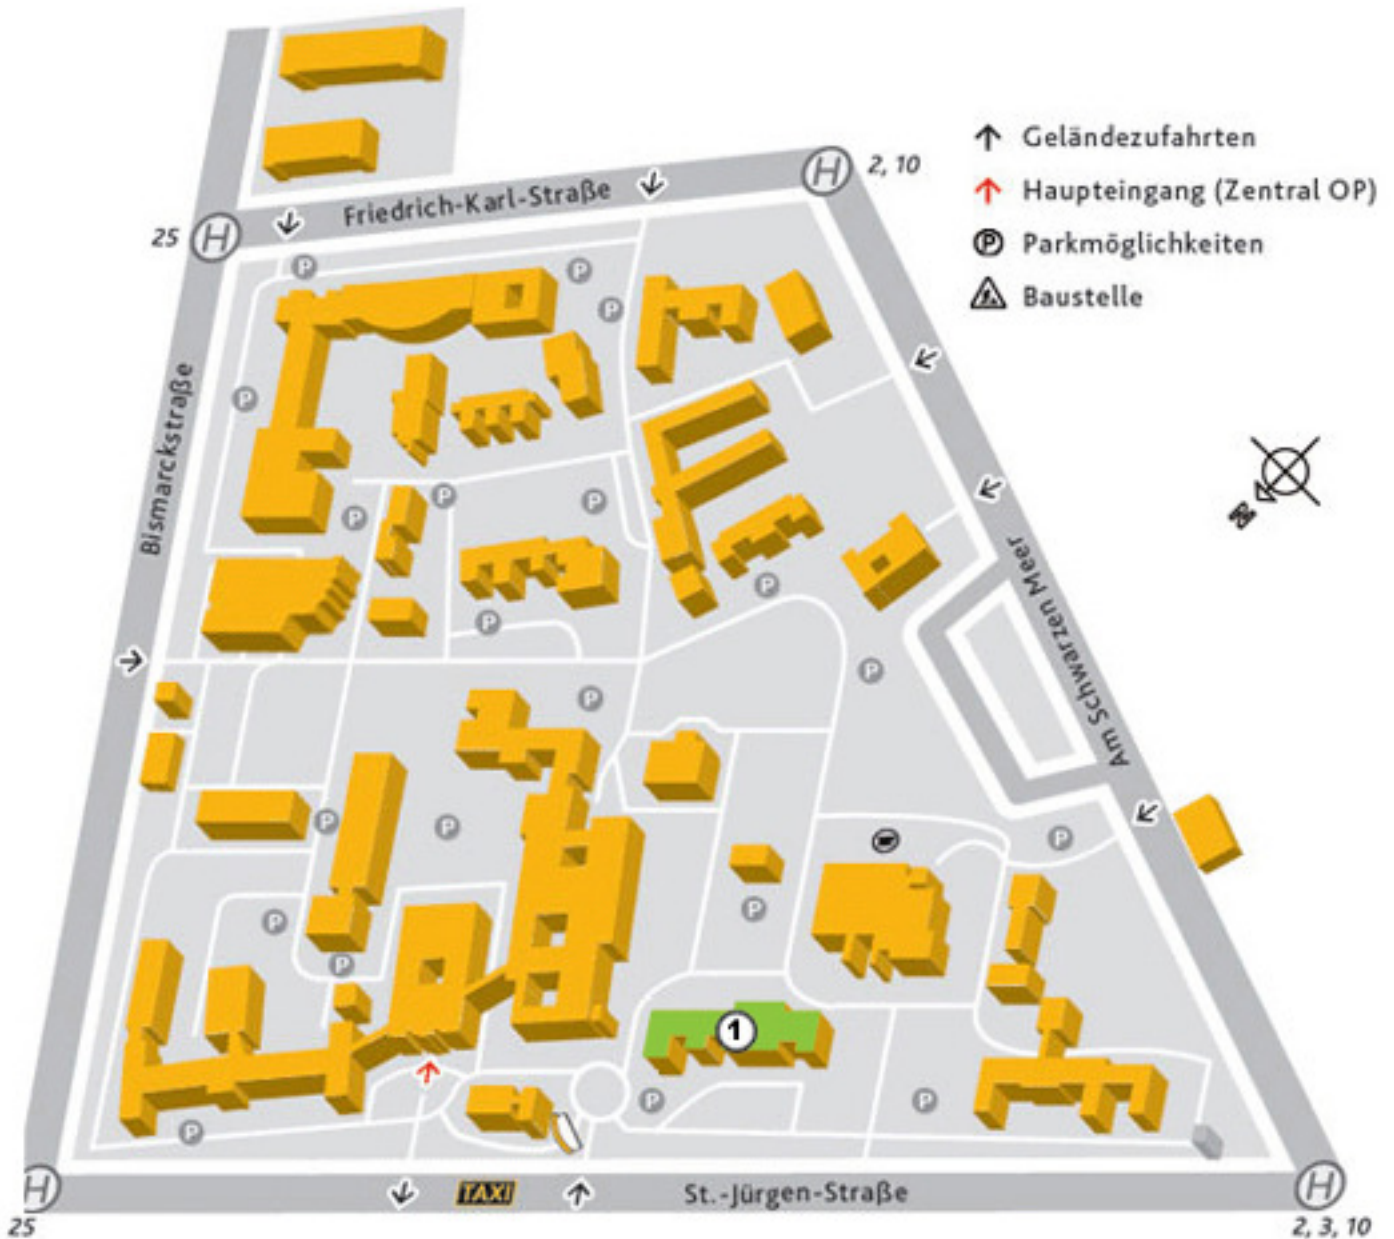 Geländezufahrten
Haupteingang (Zentral OP)
P Parkmöglichkeiten
Baustelle
H 2, 10
Friedrich-Karl-Straße
25 H
P
P
P
P
Bismarckstraße
P
P
P
P
P
Am Schwarzen Meer
P
P
P
P
P
P
P
P
1
P
P
P
H
25
TAXI
St.-Jürgen-Straße
H
2, 3, 10